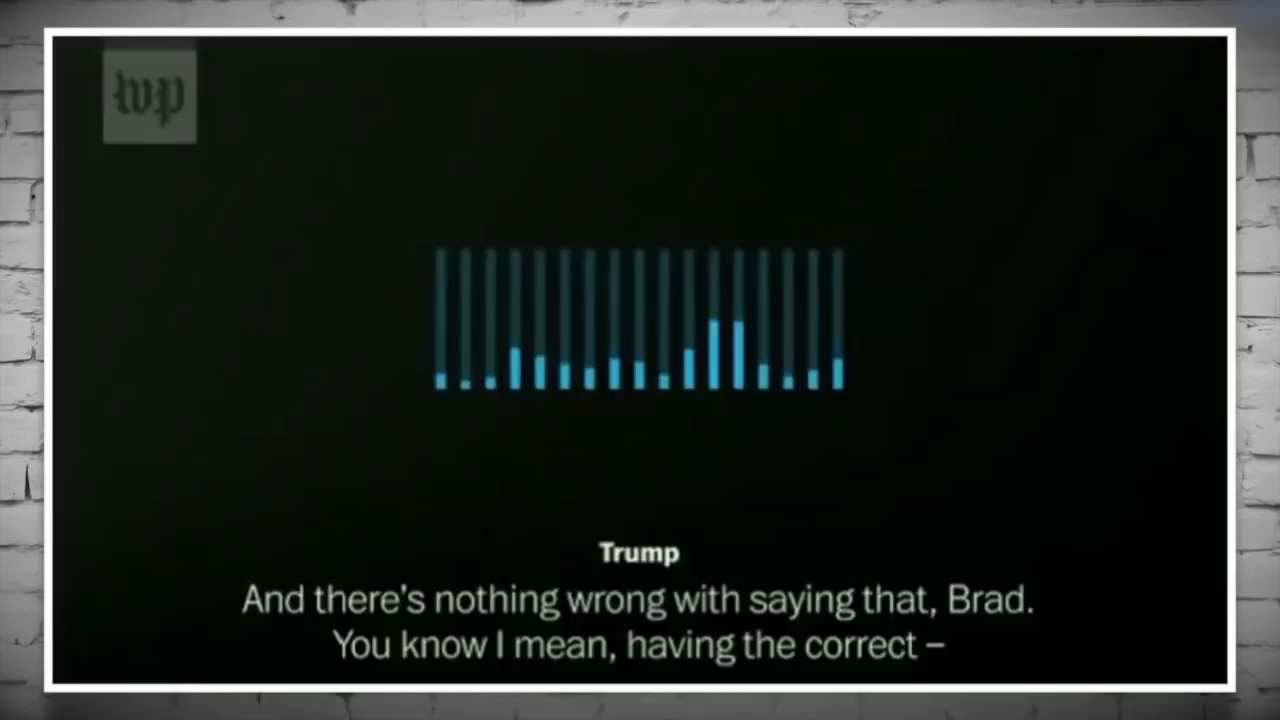 wp
Trump
And there's nothing wrong with saying that, Brad.
You know I mean, having the correct –